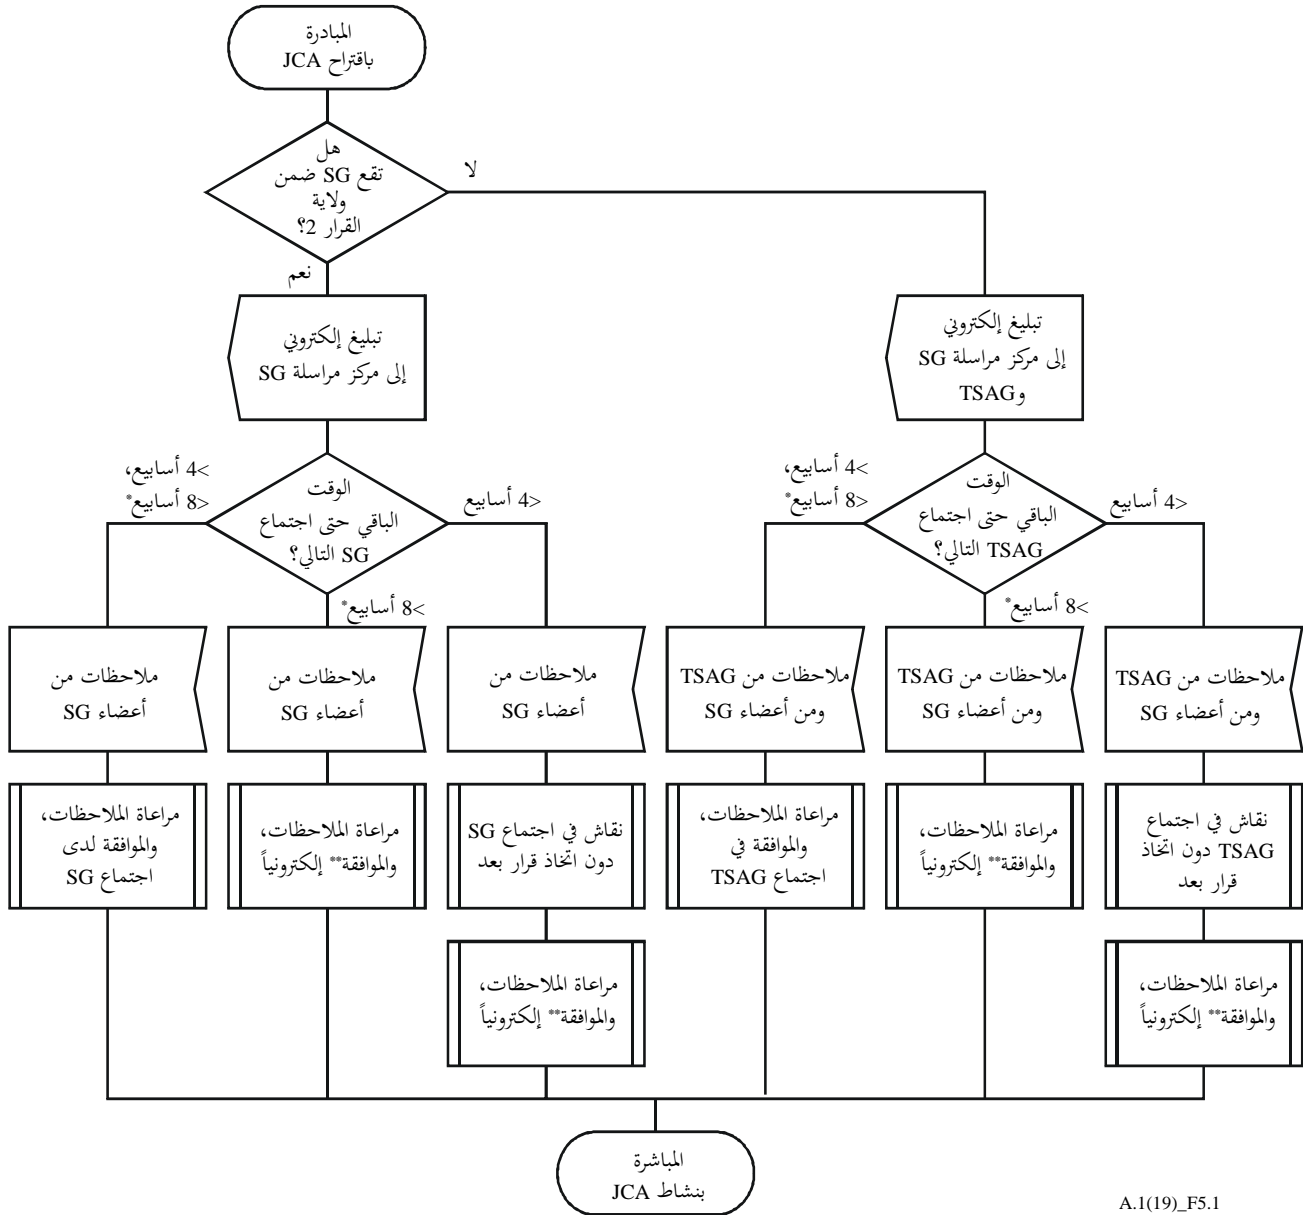 المبادرة
باقتراح JCA
هل
تقع SG ضمن
ولاية
القرار 2؟
لا
نعم
تبليغ إلكتروني
إلى مركز مراسلة SG
تبليغ إلكتروني
إلى مركز مراسلة SG
وTSAG
>4 أسابيع،
<8 أسابيع*
الوقت
الباقي حتى اجتماع
SG التالي؟
<4 أسابيع
>8 أسابيع*
>4 أسابيع،
<8 أسابيع*
الوقت
الباقي حتى اجتماع
TSAG التالي؟
<4 أسابيع
>8 أسابيع*
ملاحظات من
أعضاء SG
ملاحظات من
أعضاء SG
ملاحظات من
أعضاء SG
ملاحظات من TSAG
ومن أعضاء SG
ملاحظات من TSAG
ومن أعضاء SG
ملاحظات من TSAG
ومن أعضاء SG
مراعاة الملاحظات،
والموافقة لدى
اجتماع SG
مراعاة الملاحظات،
والموافقة** إلكترونياً
نقاش في اجتماع SG
دون اتخاذ قرار بعد
مراعاة الملاحظات،
والموافقة في
اجتماع TSAG
مراعاة الملاحظات،
والموافقة** إلكترونياً
نقاش في اجتماع
TSAG دون اتخاذ
قرار بعد
مراعاة الملاحظات،
والموافقة** إلكترونياً
مراعاة الملاحظات،
والموافقة** إلكترونياً
المباشرة
بنشاط JCA
A.1(19)_F5.1